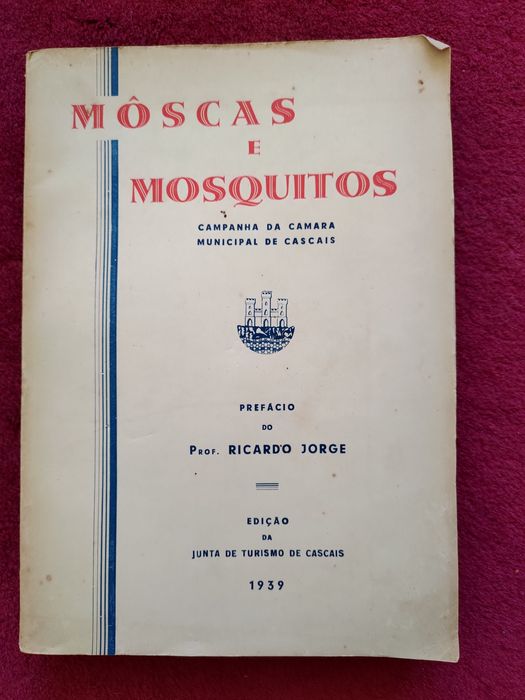 MÔSCAS
E
MOSQUITOS
CAMPANHA DA CAMARA
MUNICIPAL DE CASCAIS
PREFÁCIO
DO
PROF. RICARDO JORGE
EDIÇÃO
DA
JUNTA DE TURISMO DE CASCAIS
1939